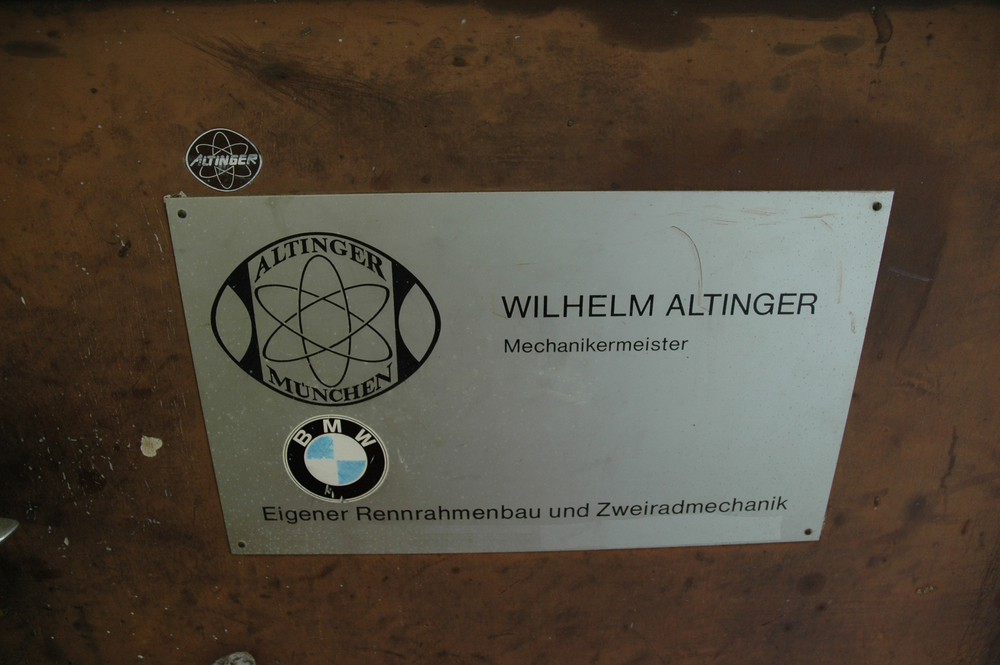 ALTINGER
ALTINGER
MÜNCHEN
WILHELM ALTINGER
Mechanikermeister
BMW
Eigener Rennrahmenbau und Zweiradmechanik